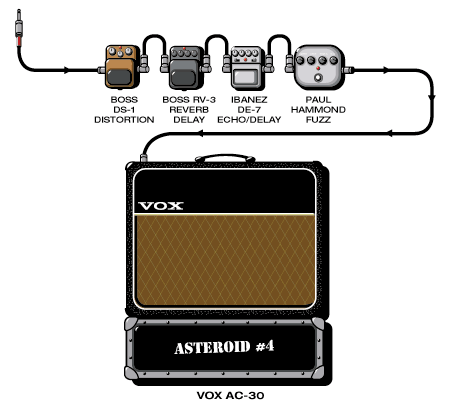 BOSS
DS-1
DISTORTION
BOSS RV-3
REVERB
DELAY
IBANEZ
DE-7
ECHO/DELAY
PAUL
HAMMOND
FUZZ
VOX
ASTEROID #4
VOX AC-30